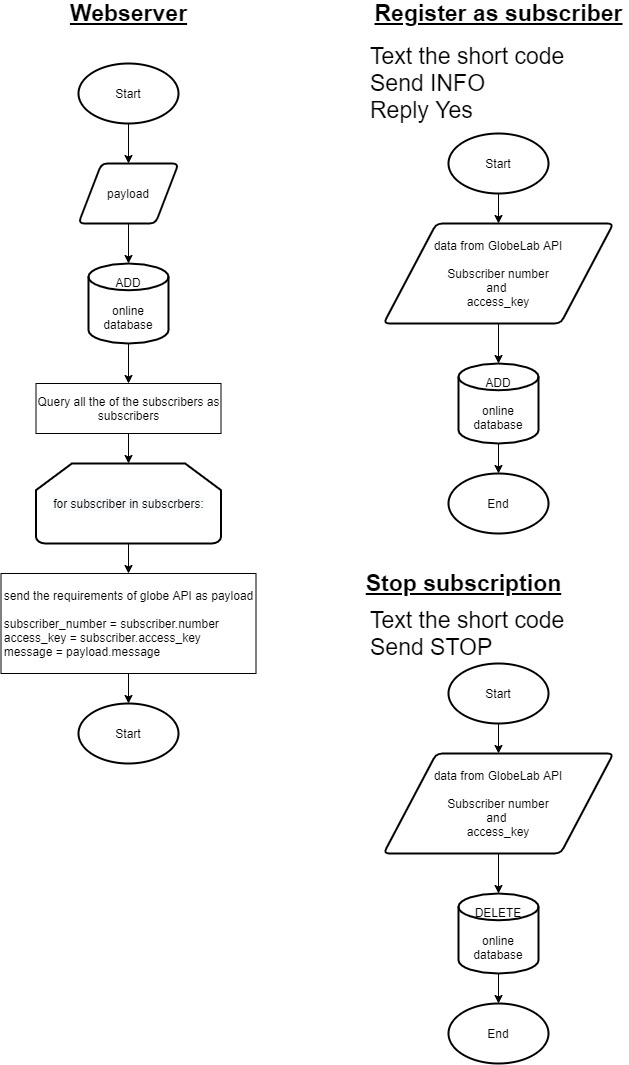 Webserver
Start
payload
ADD
online
database
Query all the of the subscribers as
subscribers
for subscriber in subscrbers:
send the requirements of globe API as payload
subscriber_number = subscriber.number
access_key = subscriber.access_key
message = payload.message
Start
Register as subscriber
Text the short code
Send INFO
Reply Yes
Start
data from GlobeLab API
Subscriber number
and
access_key
ADD
online
database
End
Stop subscription
Text the short code
Send STOP
Start
data from GlobeLab API
Subscriber number
and
access_key
DELETE
online
database
End